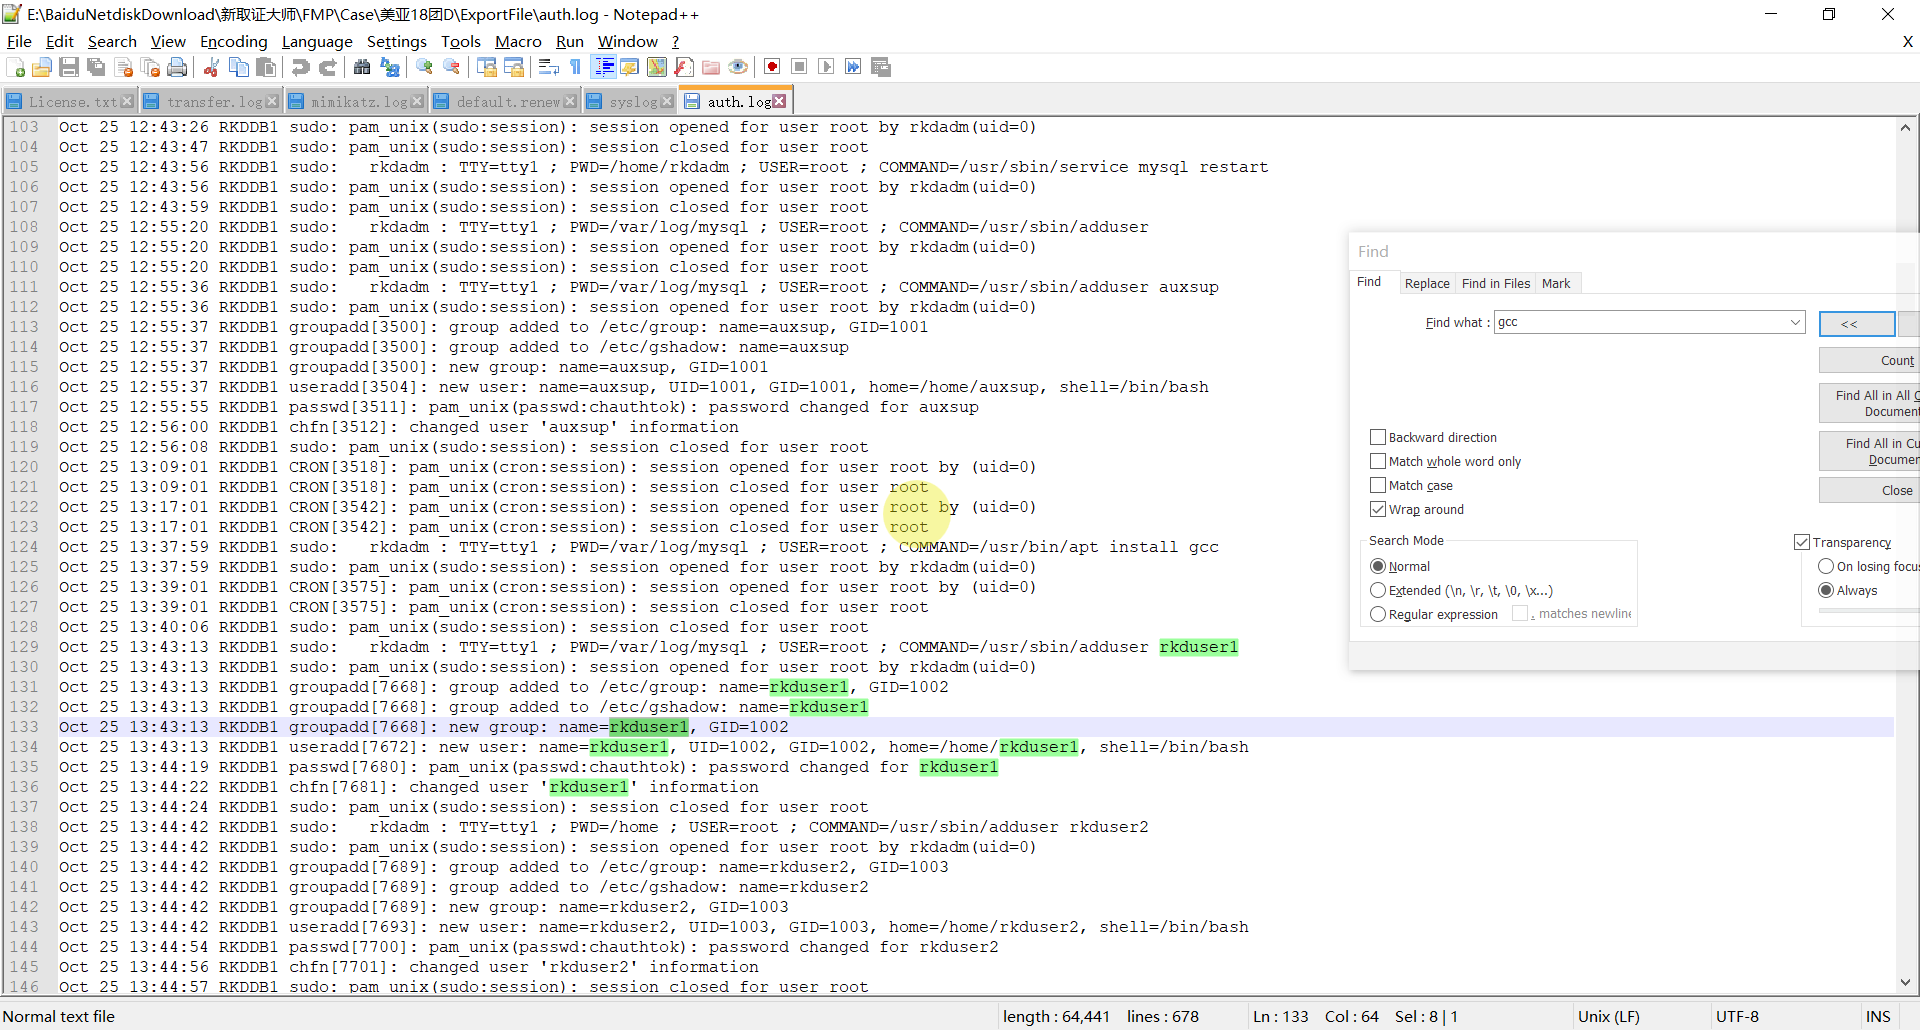 E:\BaiduNetdiskDownload\新取证大师\FMP\Case\美亚18团D\ExportFile\auth.log - Notepad++
File Edit Search View Encoding Language Settings Tools Macro Run Window ? X
License.txt transfer.log mimikatz.log default.renew syslog auth.log
103 Oct 25 12:43:26 RKDDB1 sudo: pam_unix(sudo:session): session opened for user root by rkdadm(uid=0)
104 Oct 25 12:43:47 RKDDB1 sudo: pam_unix(sudo:session): session closed for user root
105 Oct 25 12:43:56 RKDDB1 sudo:   rkdadm : TTY=tty1 ; PWD=/home/rkdadm ; USER=root ; COMMAND=/usr/sbin/service mysql restart
106 Oct 25 12:43:56 RKDDB1 sudo: pam_unix(sudo:session): session opened for user root by rkdadm(uid=0)
107 Oct 25 12:43:59 RKDDB1 sudo: pam_unix(sudo:session): session closed for user root
108 Oct 25 12:55:20 RKDDB1 sudo:   rkdadm : TTY=tty1 ; PWD=/var/log/mysql ; USER=root ; COMMAND=/usr/sbin/adduser
109 Oct 25 12:55:20 RKDDB1 sudo: pam_unix(sudo:session): session opened for user root by rkdadm(uid=0)
110 Oct 25 12:55:20 RKDDB1 sudo: pam_unix(sudo:session): session closed for user root
111 Oct 25 12:55:36 RKDDB1 sudo:   rkdadm : TTY=tty1 ; PWD=/var/log/mysql ; USER=root ; COMMAND=/usr/sbin/adduser auxsup
112 Oct 25 12:55:36 RKDDB1 sudo: pam_unix(sudo:session): session opened for user root by rkdadm(uid=0)
113 Oct 25 12:55:37 RKDDB1 groupadd[3500]: group added to /etc/group: name=auxsup, GID=1001
114 Oct 25 12:55:37 RKDDB1 groupadd[3500]: group added to /etc/gshadow: name=auxsup
115 Oct 25 12:55:37 RKDDB1 groupadd[3500]: new group: name=auxsup, GID=1001
116 Oct 25 12:55:37 RKDDB1 useradd[3504]: new user: name=auxsup, UID=1001, GID=1001, home=/home/auxsup, shell=/bin/bash
117 Oct 25 12:55:55 RKDDB1 passwd[3511]: pam_unix(passwd:chauthtok): password changed for auxsup
118 Oct 25 12:56:00 RKDDB1 chfn[3512]: changed user 'auxsup' information
119 Oct 25 12:56:08 RKDDB1 sudo: pam_unix(sudo:session): session closed for user root
120 Oct 25 13:09:01 RKDDB1 CRON[3518]: pam_unix(cron:session): session opened for user root by (uid=0)
121 Oct 25 13:09:01 RKDDB1 CRON[3518]: pam_unix(cron:session): session closed for user root
122 Oct 25 13:17:01 RKDDB1 CRON[3542]: pam_unix(cron:session): session opened for user root by (uid=0)
123 Oct 25 13:17:01 RKDDB1 CRON[3542]: pam_unix(cron:session): session closed for user root
124 Oct 25 13:37:59 RKDDB1 sudo:   rkdadm : TTY=tty1 ; PWD=/var/log/mysql ; USER=root ; COMMAND=/usr/bin/apt install gcc
125 Oct 25 13:37:59 RKDDB1 sudo: pam_unix(sudo:session): session opened for user root by rkdadm(uid=0)
126 Oct 25 13:39:01 RKDDB1 CRON[3575]: pam_unix(cron:session): session opened for user root by (uid=0)
127 Oct 25 13:39:01 RKDDB1 CRON[3575]: pam_unix(cron:session): session closed for user root
128 Oct 25 13:40:06 RKDDB1 sudo: pam_unix(sudo:session): session closed for user root
129 Oct 25 13:43:13 RKDDB1 sudo:   rkdadm : TTY=tty1 ; PWD=/var/log/mysql ; USER=root ; COMMAND=/usr/sbin/adduser rkduser1
130 Oct 25 13:43:13 RKDDB1 sudo: pam_unix(sudo:session): session opened for user root by rkdadm(uid=0)
131 Oct 25 13:43:13 RKDDB1 groupadd[7668]: group added to /etc/group: name=rkduser1, GID=1002
132 Oct 25 13:43:13 RKDDB1 groupadd[7668]: group added to /etc/gshadow: name=rkduser1
133 Oct 25 13:43:13 RKDDB1 groupadd[7668]: new group: name=rkduser1, GID=1002
134 Oct 25 13:43:13 RKDDB1 useradd[7672]: new user: name=rkduser1, UID=1002, GID=1002, home=/home/rkduser1, shell=/bin/bash
135 Oct 25 13:44:19 RKDDB1 passwd[7680]: pam_unix(passwd:chauthtok): password changed for rkduser1
136 Oct 25 13:44:22 RKDDB1 chfn[7681]: changed user 'rkduser1' information
137 Oct 25 13:44:24 RKDDB1 sudo: pam_unix(sudo:session): session closed for user root
138 Oct 25 13:44:42 RKDDB1 sudo:   rkdadm : TTY=tty1 ; PWD=/home ; USER=root ; COMMAND=/usr/sbin/adduser rkduser2
139 Oct 25 13:44:42 RKDDB1 sudo: pam_unix(sudo:session): session opened for user root by rkdadm(uid=0)
140 Oct 25 13:44:42 RKDDB1 groupadd[7689]: group added to /etc/group: name=rkduser2, GID=1003
141 Oct 25 13:44:42 RKDDB1 groupadd[7689]: group added to /etc/gshadow: name=rkduser2
142 Oct 25 13:44:42 RKDDB1 groupadd[7689]: new group: name=rkduser2, GID=1003
143 Oct 25 13:44:42 RKDDB1 useradd[7693]: new user: name=rkduser2, UID=1003, GID=1003, home=/home/rkduser2, shell=/bin/bash
144 Oct 25 13:44:54 RKDDB1 passwd[7700]: pam_unix(passwd:chauthtok): password changed for rkduser2
145 Oct 25 13:44:56 RKDDB1 chfn[7701]: changed user 'rkduser2' information
146 Oct 25 13:44:57 RKDDB1 sudo: pam_unix(sudo:session): session closed for user root
Find
Find Replace Find in Files Mark
Find what : gcc <<
Count
Find All in All C
Document
Find All in Cu
Documen
Close
Backward direction
Match whole word only
Match case
Wrap around
Search Mode
Normal
Extended (\n, \r, \t, \0, \x...)
Regular expression . matches newline
Transparency
On losing focus
Always
Normal text file length : 64,441 lines : 678 Ln : 133 Col : 64 Sel : 8 | 1 Unix (LF) UTF-8 INS